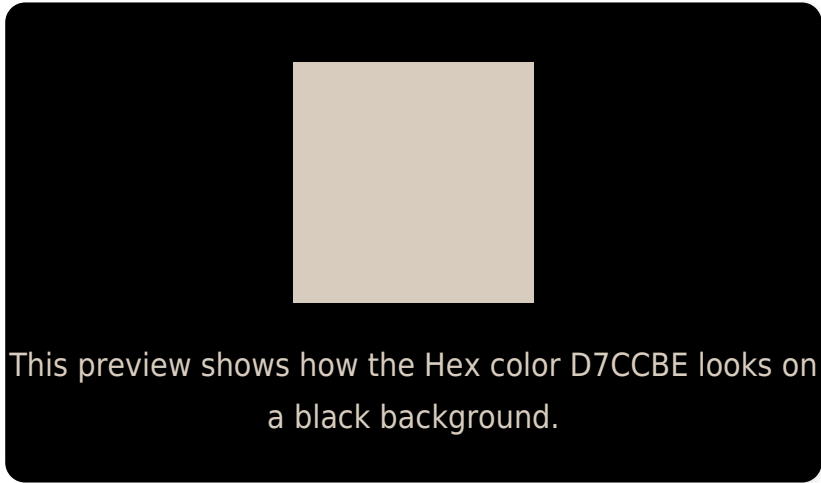 This preview shows how the Hex color D7CCBE looks on
a black background.